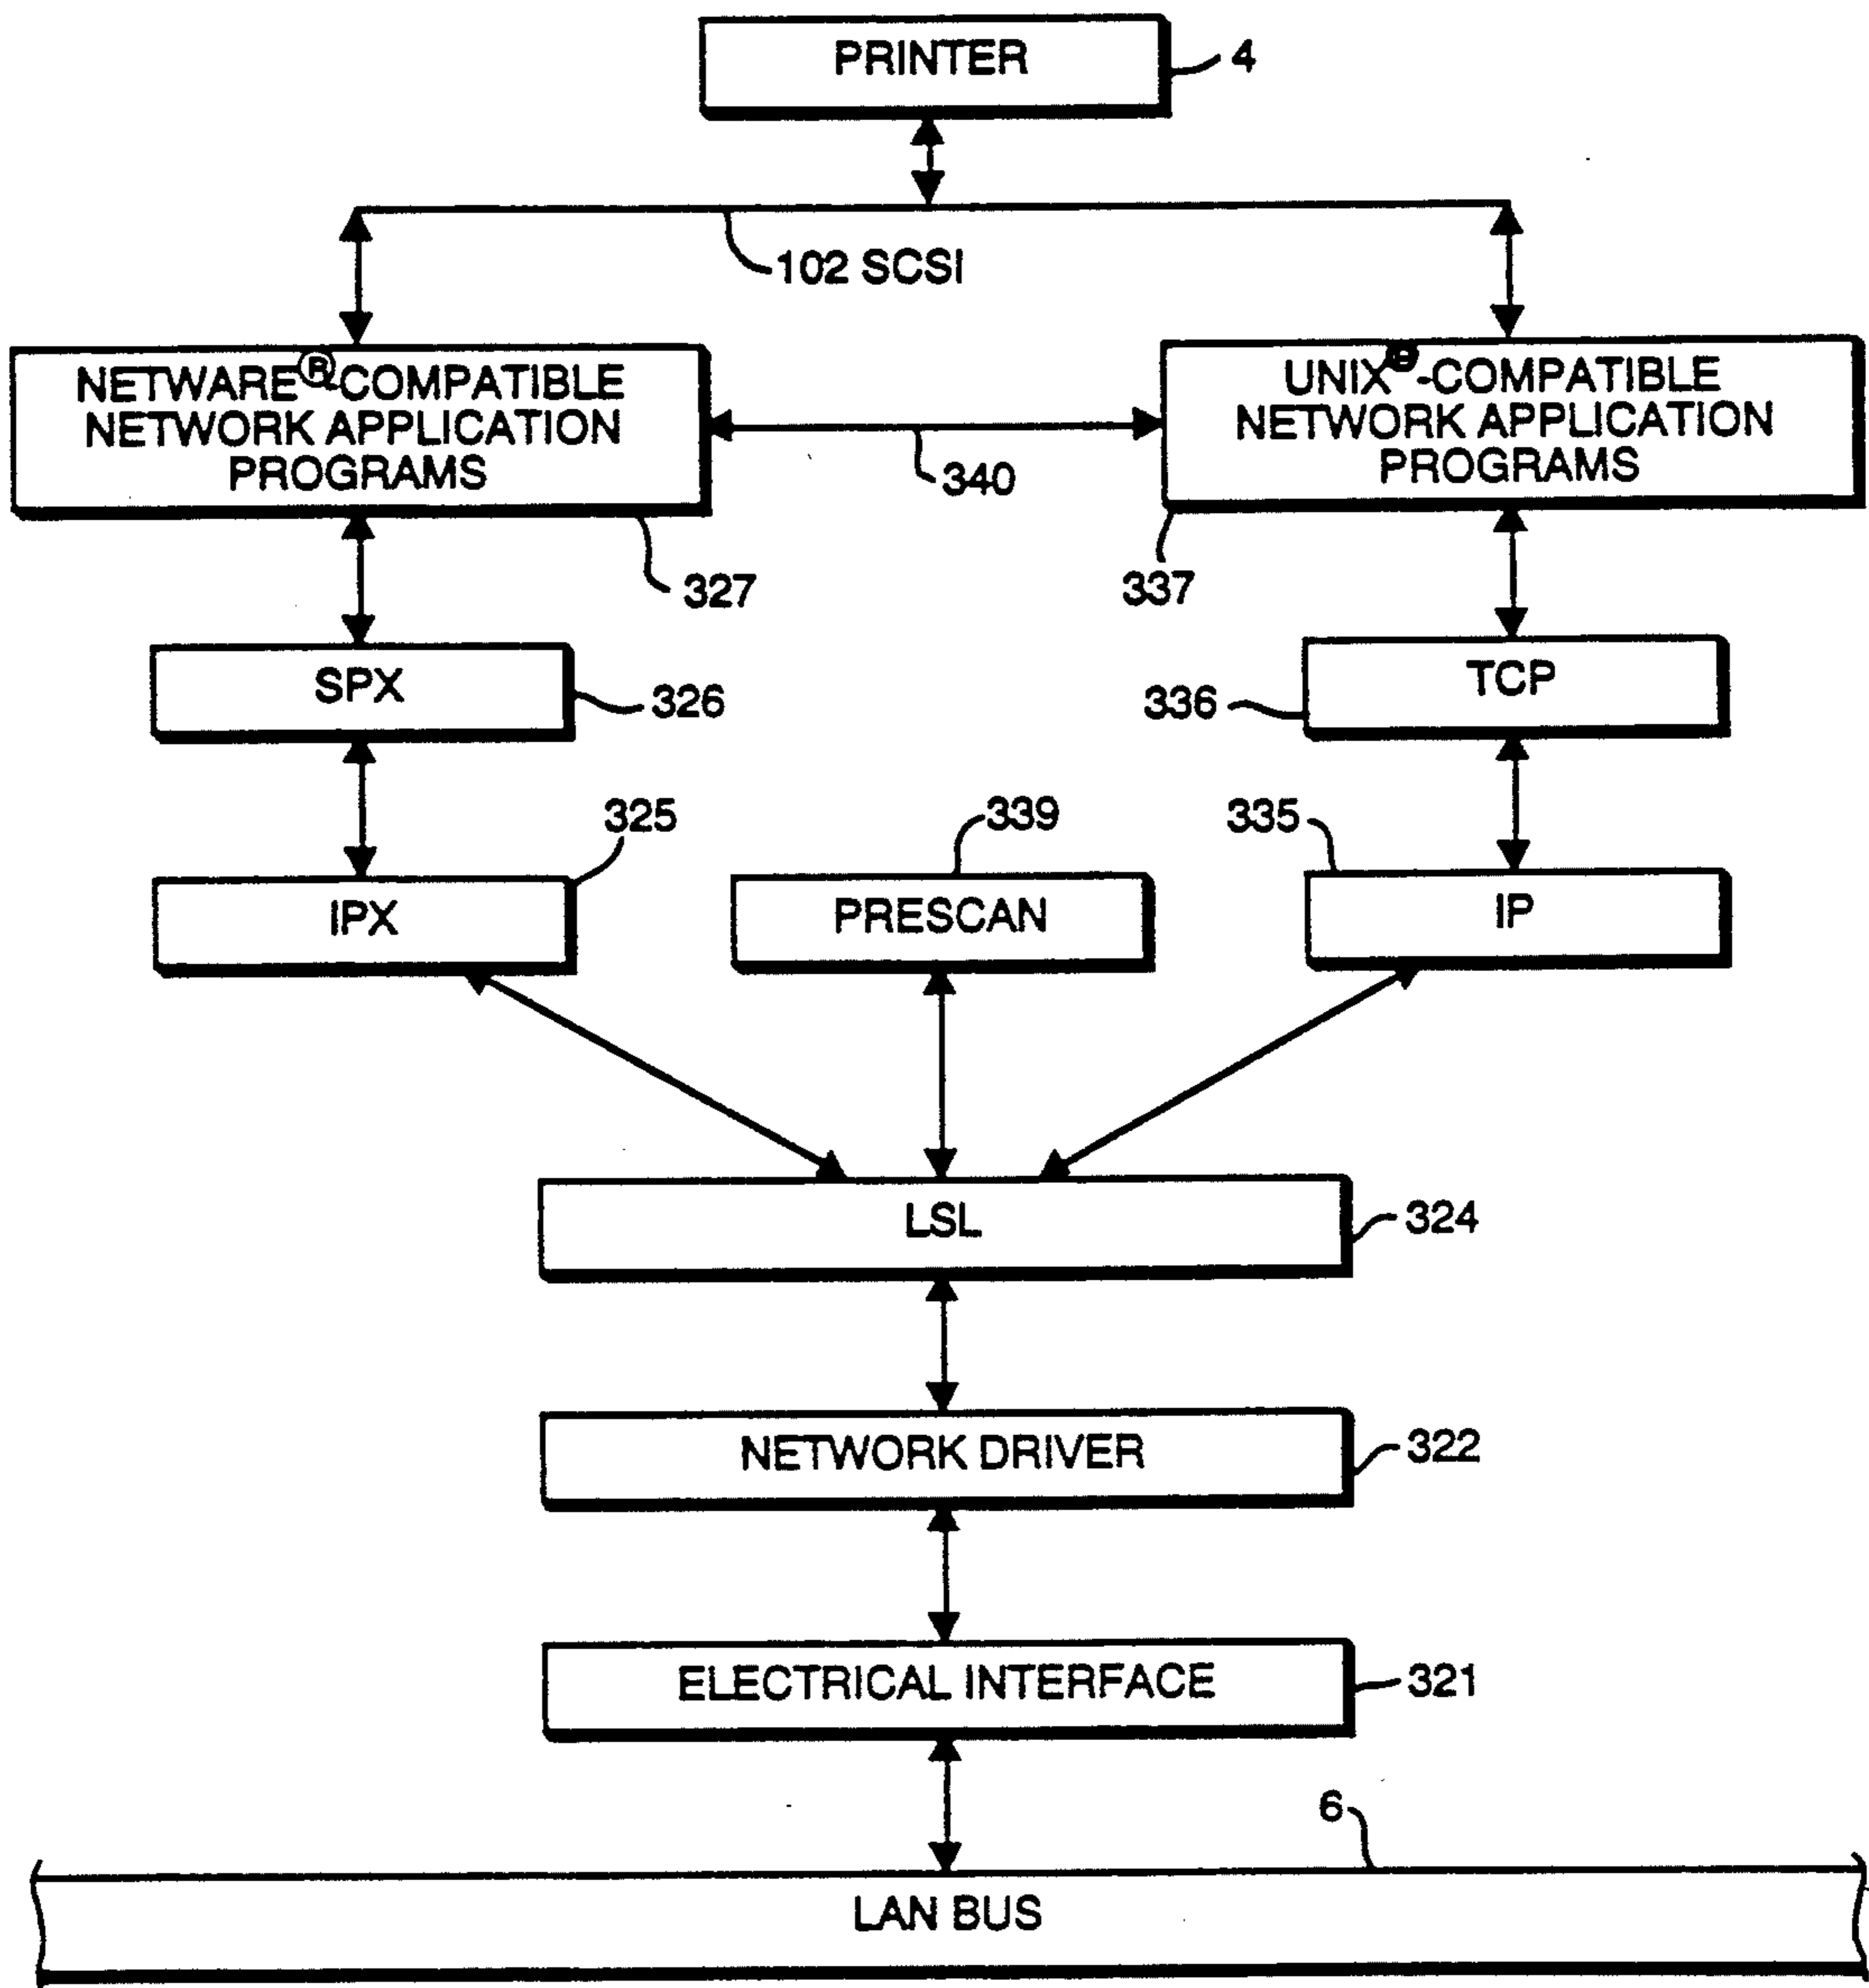 PRINTER
4
102 SCSI
NETWARE®-COMPATIBLE
NETWORK APPLICATION
PROGRAMS
UNIX®-COMPATIBLE
NETWORK APPLICATION
PROGRAMS
340
327
337
SPX
326
336
TCP
325
339
335
IPX
PRESCAN
IP
LSL
324
NETWORK DRIVER
322
ELECTRICAL INTERFACE
321
6
LAN BUS